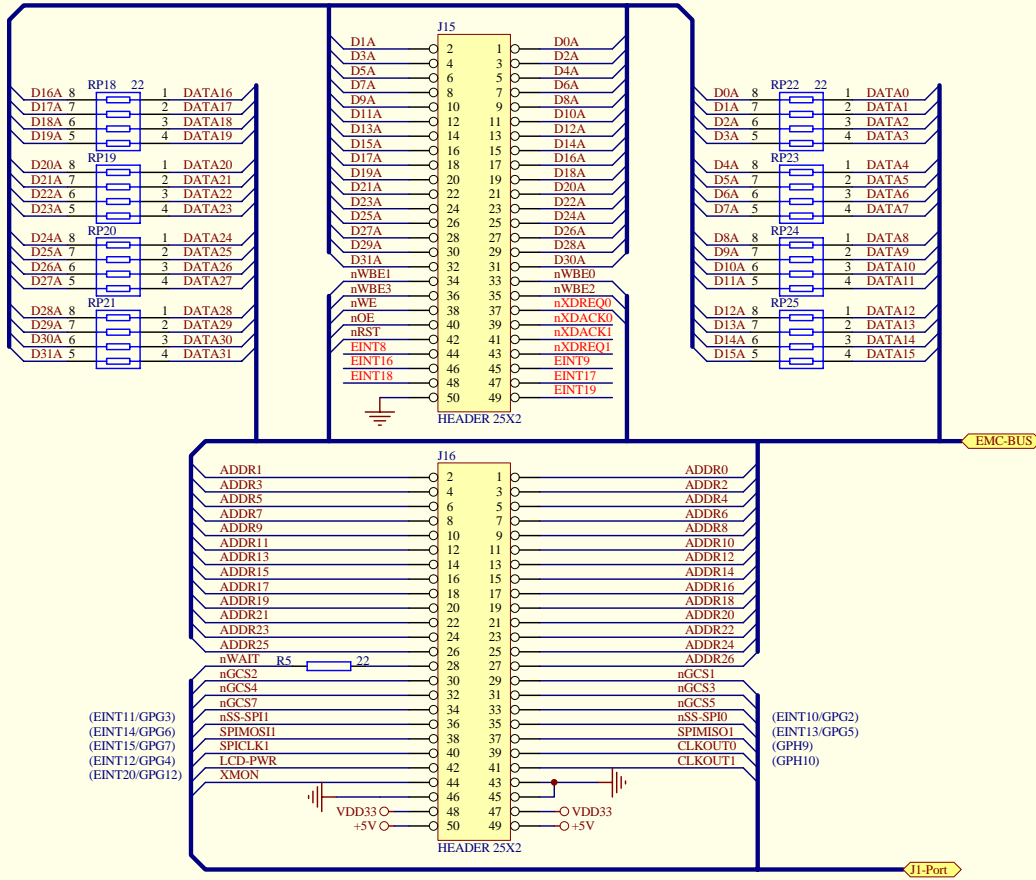 J15
D1A 2 1 D0A
D3A 4 3 D2A
D5A 6 5 D4A
D7A 8 7 D6A
D9A 10 9 D8A
D11A 12 11 D10A
D13A 14 13 D12A
D15A 16 15 D14A
D17A 18 17 D16A
D19A 20 19 D18A
D21A 22 21 D20A
D23A 24 23 D22A
D25A 26 25 D24A
D27A 28 27 D26A
D29A 30 29 D28A
D31A 32 31 D30A
nWBE1 34 33 nWBE0
nWBE3 36 35 nWBE2
nWE 38 37 nXDREQ0
nOE 40 39 nXDACK0
nRST 42 41 nXDACK1
EINT8 44 43 nXDREQ1
EINT16 46 45 EINT9
EINT18 48 47 EINT17
50 49 EINT19
HEADER 25X2
RP18 22
D16A 8 1 DATA16
D17A 7 2 DATA17
D18A 6 3 DATA18
D19A 5 4 DATA19
RP19
D20A 8 1 DATA20
D21A 7 2 DATA21
D22A 6 3 DATA22
D23A 5 4 DATA23
RP20
D24A 8 1 DATA24
D25A 7 2 DATA25
D26A 6 3 DATA26
D27A 5 4 DATA27
RP21
D28A 8 1 DATA28
D29A 7 2 DATA29
D30A 6 3 DATA30
D31A 5 4 DATA31
RP22 22
D0A 8 1 DATA0
D1A 7 2 DATA1
D2A 6 3 DATA2
D3A 5 4 DATA3
RP23
D4A 8 1 DATA4
D5A 7 2 DATA5
D6A 6 3 DATA6
D7A 5 4 DATA7
RP24
D8A 8 1 DATA8
D9A 7 2 DATA9
D10A 6 3 DATA10
D11A 5 4 DATA11
RP25
D12A 8 1 DATA12
D13A 7 2 DATA13
D14A 6 3 DATA14
D15A 5 4 DATA15
EMC-BUS
J16
ADDR1 2 1 ADDR0
ADDR3 4 3 ADDR2
ADDR5 6 5 ADDR4
ADDR7 8 7 ADDR6
ADDR9 10 9 ADDR8
ADDR11 12 11 ADDR10
ADDR13 14 13 ADDR12
ADDR15 16 15 ADDR14
ADDR17 18 17 ADDR16
ADDR19 20 19 ADDR18
ADDR21 22 21 ADDR20
ADDR23 24 23 ADDR22
ADDR25 26 25 ADDR24
nWAIT R5 22 28 27 ADDR26
nGCS2 30 29 nGCS1
nGCS4 32 31 nGCS3
nGCS7 34 33 nGCS5
(EINT11/GPG3) nSS-SPI1 36 35 nSS-SPI0 (EINT10/GPG2)
(EINT14/GPG6) SPIMOSI1 38 37 SPIMISO1 (EINT13/GPG5)
(EINT15/GPG7) SPICLK1 40 39 CLKOUT0 (GPH9)
(EINT12/GPG4) LCD-PWR 42 41 CLKOUT1 (GPH10)
(EINT20/GPG12) XMON 44 43
46 45
VDD33 48 47 VDD33
+5V 50 49 +5V
HEADER 25X2
J1-Port